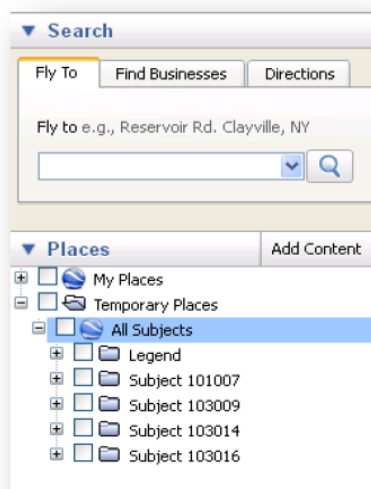 Search
Fly To Find Businesses Directions
Fly to e.g., Reservoir Rd. Clayville, NY
Places Add Content
My Places
Temporary Places
All Subjects
Legend
Subject 101007
Subject 103009
Subject 103014
Subject 103016